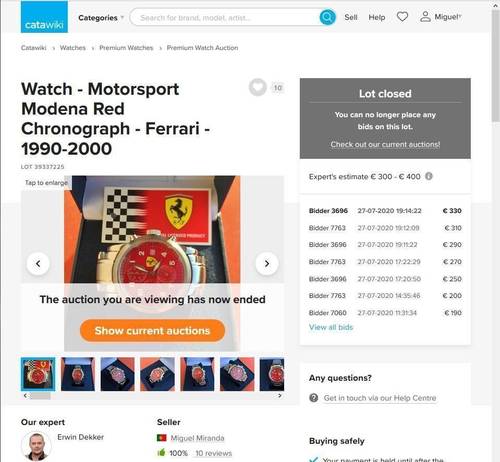 catawiki
Categories
Search for brand, model, artist...
Sell
Help
Miguel
Catawiki > Watches > Premium Watches > Premium Watch Auction
Watch - Motorsport
Modena Red
Chronograph - Ferrari -
1990-2000
10
LOT 39337225
Tap to enlarge
The auction you are viewing has now ended
Show current auctions
Our expert
Erwin Dekker
Seller
Miguel Miranda
100% 10 reviews
Lot closed
You can no longer place any
bids on this lot.
Check out our current auctions!
Expert's estimate € 300 - € 400
Bidder 3696 27-07-2020 19:14:22 € 330
Bidder 7763 27-07-2020 19:12:09 € 310
Bidder 3696 27-07-2020 19:11:22 € 290
Bidder 7763 27-07-2020 17:22:29 € 270
Bidder 3696 27-07-2020 17:20:50 € 250
Bidder 7763 27-07-2020 14:35:46 € 200
Bidder 7060 27-07-2020 11:31:34 € 190
View all bids
Any questions?
Get in touch via our Help Centre
Buying safely
Your payment is held until after the